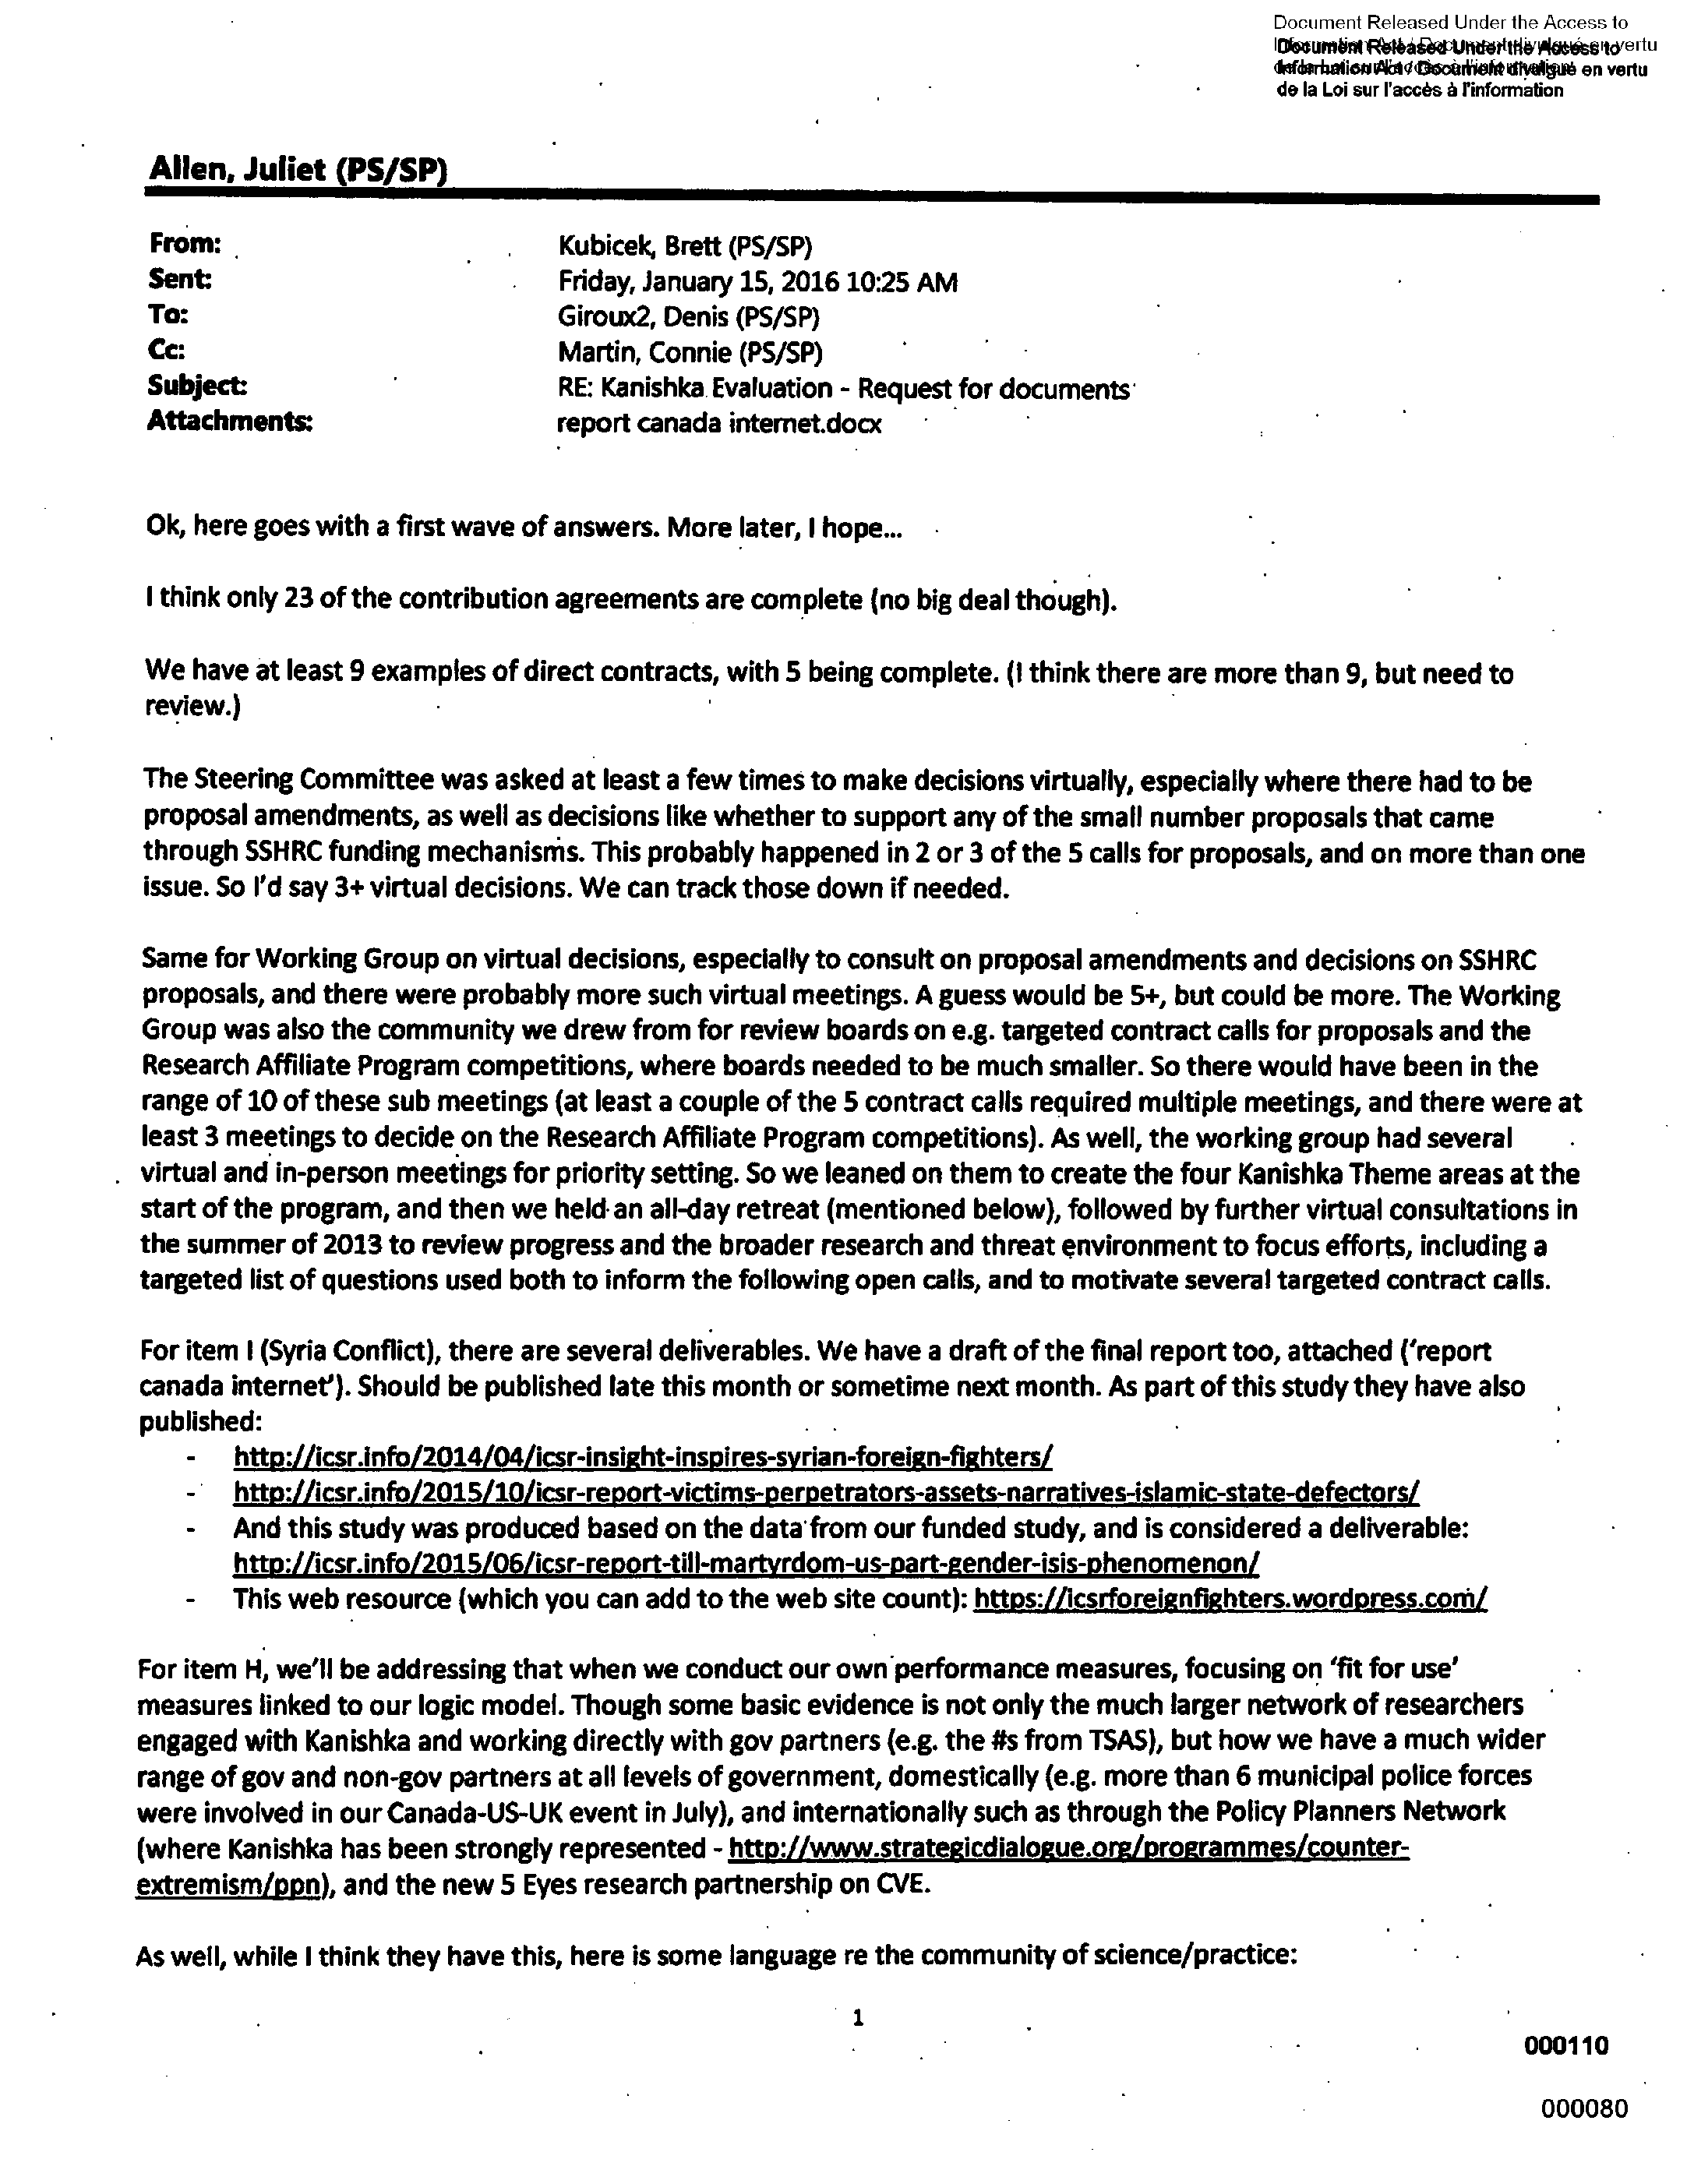 Document Released Under the Access to
Document Released Under the Access to
Information Act / Document divulgué en vertu
de la Loi sur l'accès à l'information
Allen, Juliet (PS/SP)
From: Kubicek, Brett (PS/SP)
Sent: Friday, January 15, 2016 10:25 AM
To: Giroux2, Denis (PS/SP)
Cc: Martin, Connie (PS/SP)
Subject: RE: Kanishka Evaluation - Request for documents
Attachments: report canada internet.docx
Ok, here goes with a first wave of answers. More later, I hope...
I think only 23 of the contribution agreements are complete (no big deal though).
We have at least 9 examples of direct contracts, with 5 being complete. (I think there are more than 9, but need to
review.)
The Steering Committee was asked at least a few times to make decisions virtually, especially where there had to be
proposal amendments, as well as decisions like whether to support any of the small number proposals that came
through SSHRC funding mechanisms. This probably happened in 2 or 3 of the 5 calls for proposals, and on more than one
issue. So I'd say 3+ virtual decisions. We can track those down if needed.
Same for Working Group on virtual decisions, especially to consult on proposal amendments and decisions on SSHRC
proposals, and there were probably more such virtual meetings. A guess would be 5+, but could be more. The Working
Group was also the community we drew from for review boards on e.g. targeted contract calls for proposals and the
Research Affiliate Program competitions, where boards needed to be much smaller. So there would have been in the
range of 10 of these sub meetings (at least a couple of the 5 contract calls required multiple meetings, and there were at
least 3 meetings to decide on the Research Affiliate Program competitions). As well, the working group had several
virtual and in-person meetings for priority setting. So we leaned on them to create the four Kanishka Theme areas at the
start of the program, and then we held an all-day retreat (mentioned below), followed by further virtual consultations in
the summer of 2013 to review progress and the broader research and threat environment to focus efforts, including a
targeted list of questions used both to inform the following open calls, and to motivate several targeted contract calls.
For item I (Syria Conflict), there are several deliverables. We have a draft of the final report too, attached ('report
canada internet'). Should be published late this month or sometime next month. As part of this study they have also
published:
- http://icsr.info/2014/04/icsr-insight-inspires-syrian-foreign-fighters/
- http://icsr.info/2015/10/icsr-report-victims-perpetrators-assets-narratives-islamic-state-defectors/
- And this study was produced based on the data from our funded study, and is considered a deliverable:
http://icsr.info/2015/06/icsr-report-till-martyrdom-us-part-gender-isis-phenomenon/
- This web resource (which you can add to the web site count): https://icsrforeignfighters.wordpress.com/
For item H, we'll be addressing that when we conduct our own performance measures, focusing on 'fit for use'
measures linked to our logic model. Though some basic evidence is not only the much larger network of researchers
engaged with Kanishka and working directly with gov partners (e.g. the #s from TSAS), but how we have a much wider
range of gov and non-gov partners at all levels of government, domestically (e.g. more than 6 municipal police forces
were involved in our Canada-US-UK event in July), and internationally such as through the Policy Planners Network
(where Kanishka has been strongly represented - http://www.strategicdialogue.org/programmes/counter-
extremism/ppn), and the new 5 Eyes research partnership on CVE.
As well, while I think they have this, here is some language re the community of science/practice:
1
000110
000080